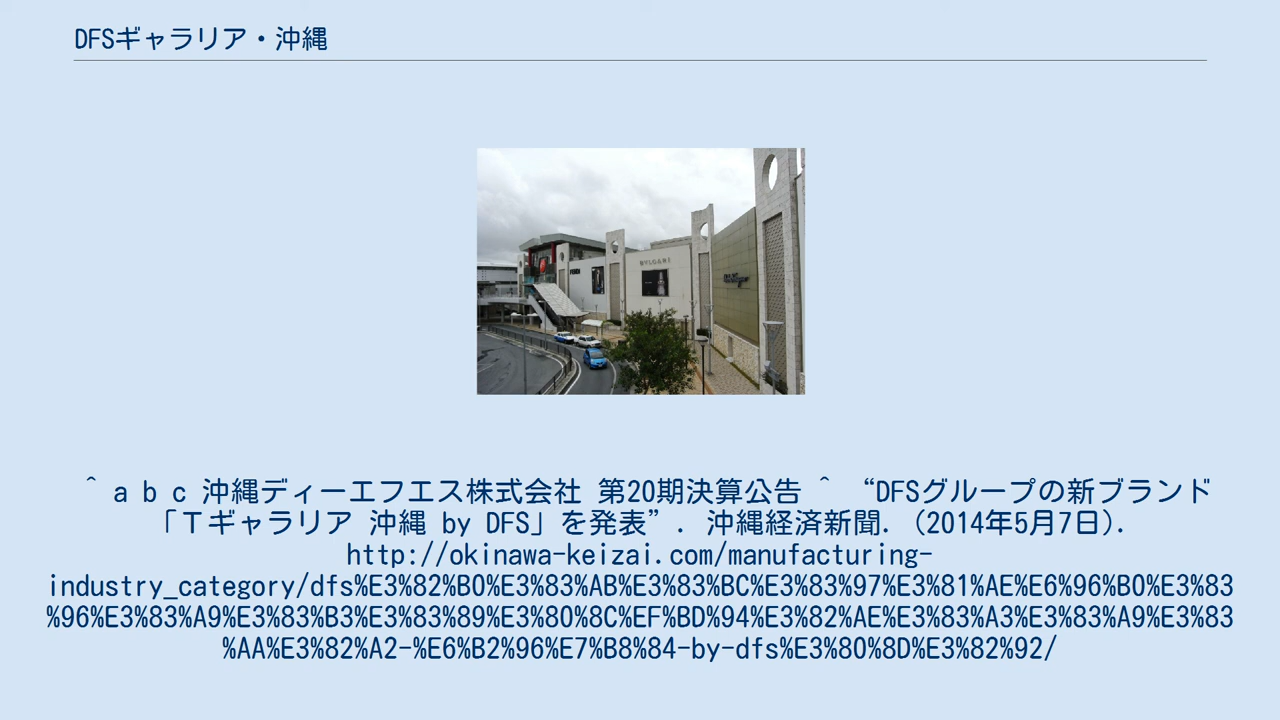 DFSギャラリア・沖縄
BVLGARI
^ a b c 沖縄ディーエフエス株式会社 第20期決算公告 ^ “DFSグループの新ブランド
「Ｔギャラリア 沖縄 by DFS」を発表”. 沖縄経済新聞. (2014年5月7日).
http://okinawa-keizai.com/manufacturing-
industry_category/dfs%E3%82%B0%E3%83%AB%E3%83%BC%E3%83%97%E3%81%AE%E6%96%B0%E3%83
%96%E3%83%A9%E3%83%B3%E3%83%89%E3%80%8C%EF%BD%94%E3%82%AE%E3%83%A3%E3%83%A9%E3%83
%AA%E3%82%A2-%E6%B2%96%E7%B8%84-by-dfs%E3%80%8D%E3%82%92/